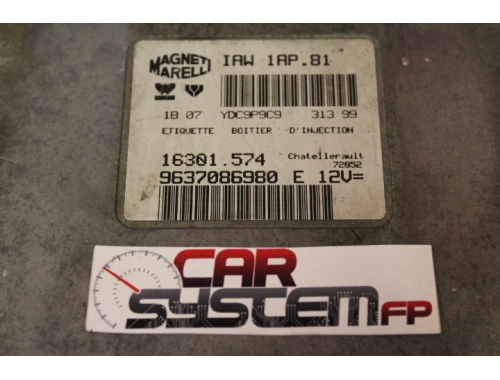 MAGNETI MARELLI
IAW 1AP.81
18 07 YDC9P9C9 313 99
ETIQUETTE BOITIER D'INJECTION
16301.574 Chatellerault 72052
9637086980 E 12V=
CAR
SYSTEM FP